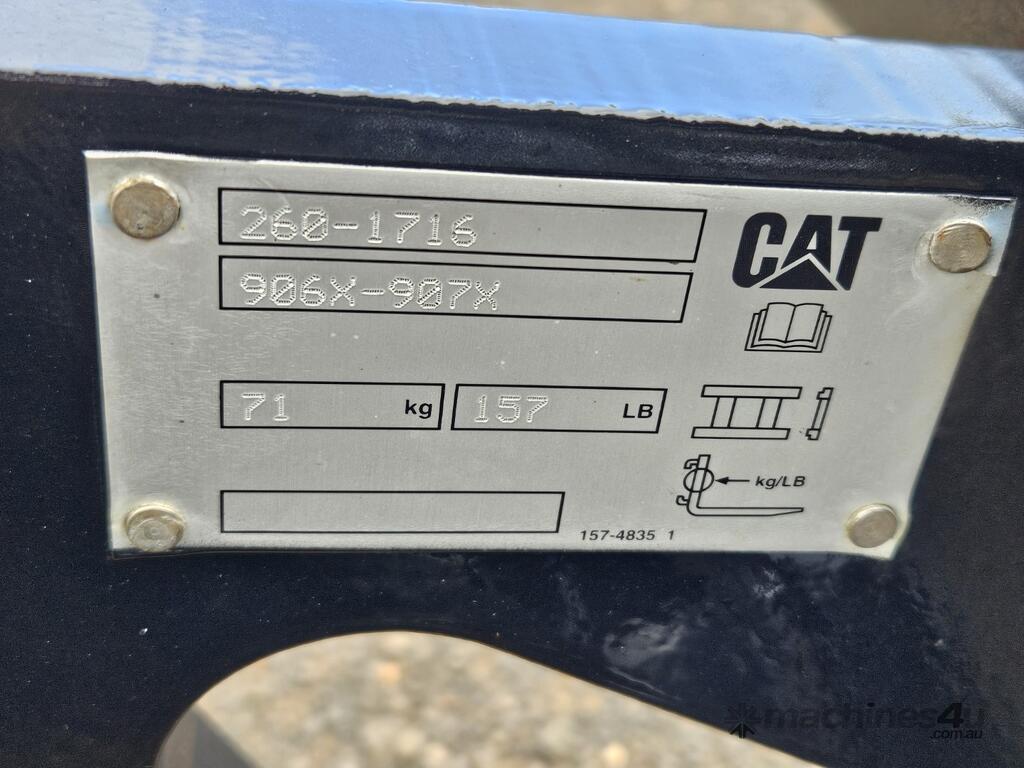 260-1716
906X-907X
CAT
71 kg
157 LB
kg/LB
157-4835 1
machines4u
.com.au